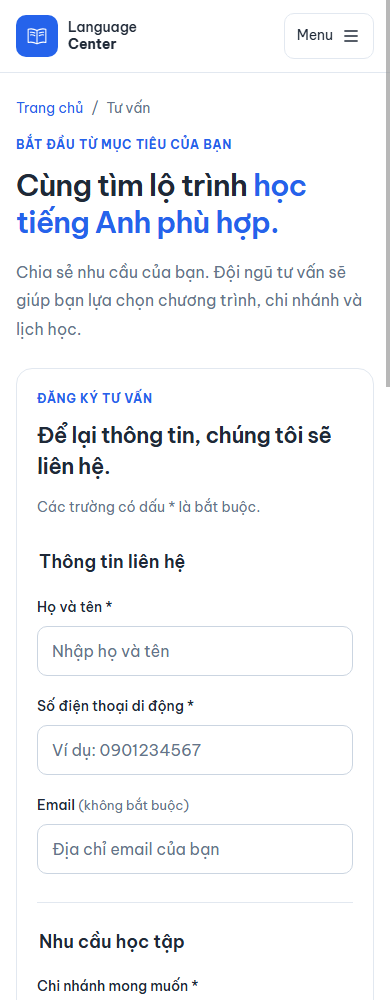 Language
Center
Menu
Trang chủ / Tư vấn
BẮT ĐẦU TỪ MỤC TIÊU CỦA BẠN
Cùng tìm lộ trình học
tiếng Anh phù hợp.
Chia sẻ nhu cầu của bạn. Đội ngũ tư vấn sẽ
giúp bạn lựa chọn chương trình, chi nhánh và
lịch học.
ĐĂNG KÝ TƯ VẤN
Để lại thông tin, chúng tôi sẽ
liên hệ.
Các trường có dấu * là bắt buộc.
Thông tin liên hệ
Họ và tên *
Nhập họ và tên
Số điện thoại di động *
Ví dụ: 0901234567
Email (không bắt buộc)
Địa chỉ email của bạn
Nhu cầu học tập
Chi nhánh mong muốn *